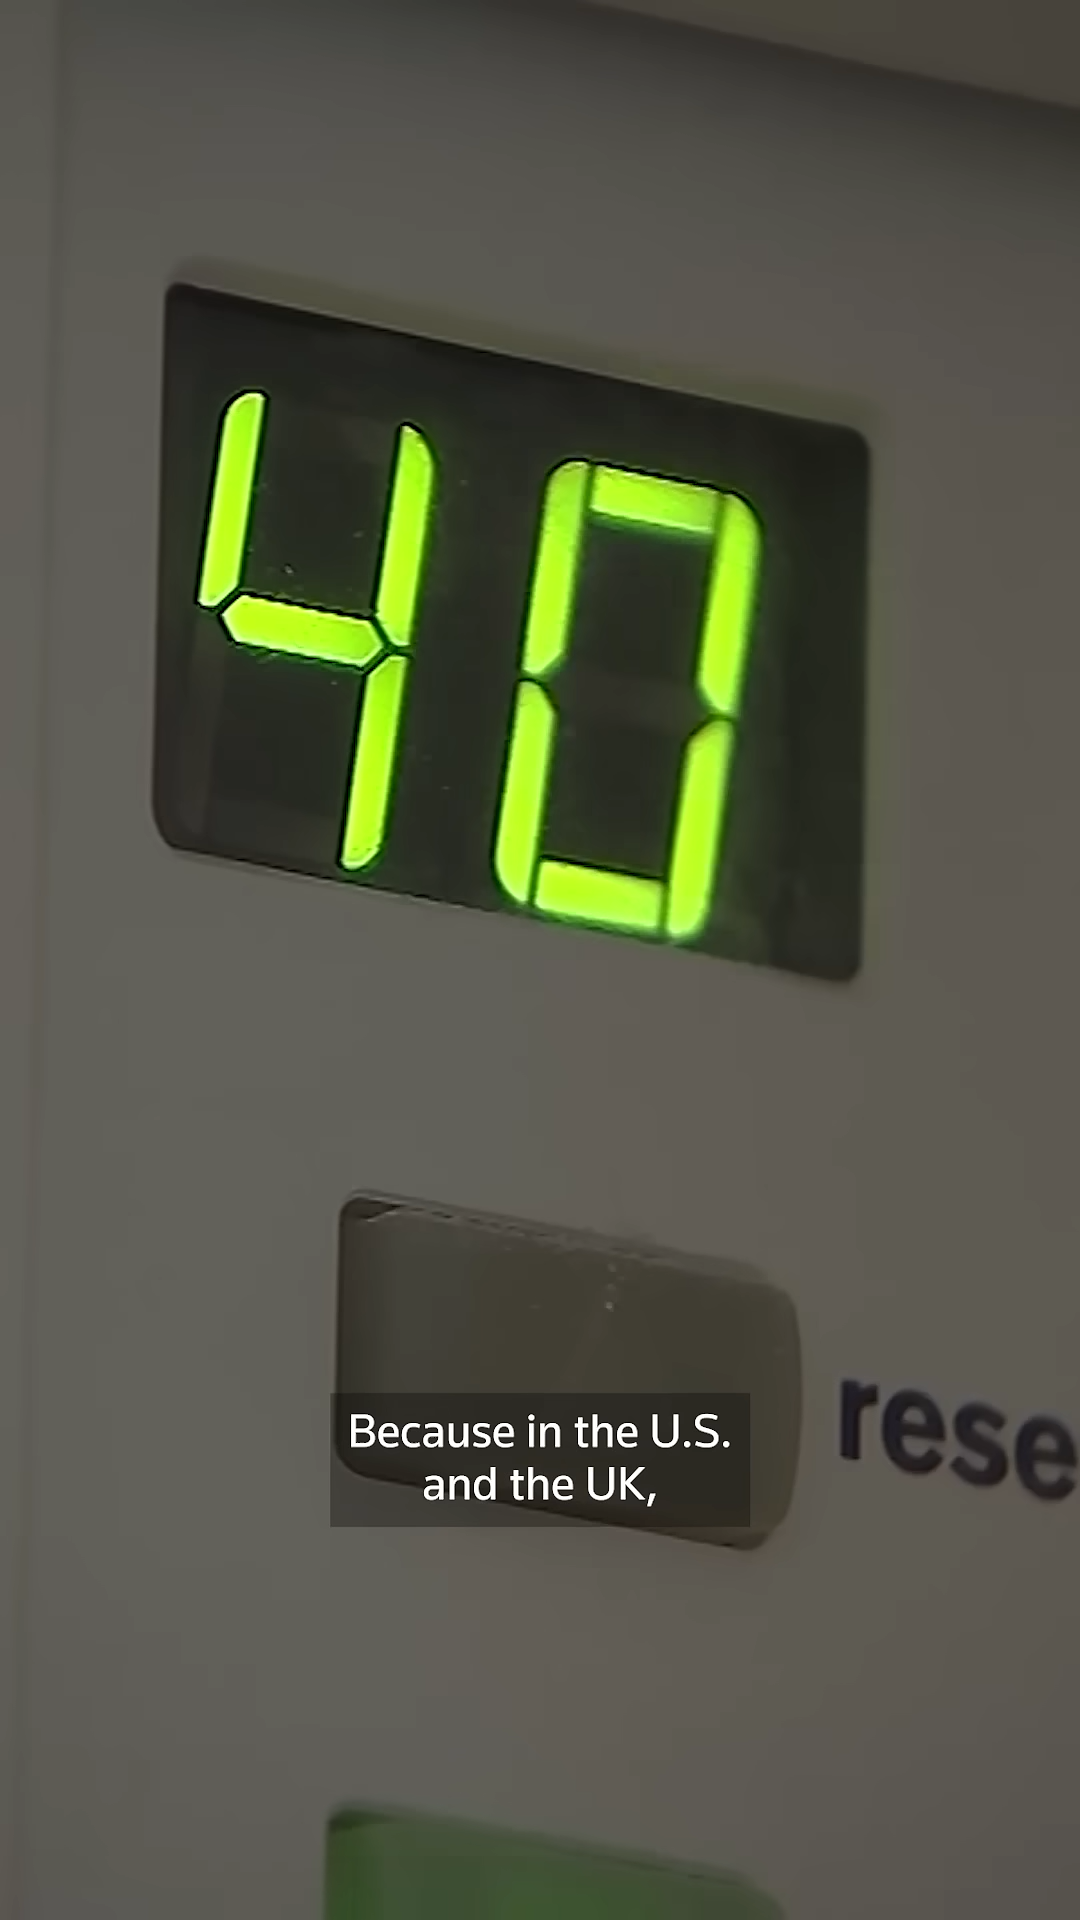 40
rese
Because in the U.S.
and the UK,